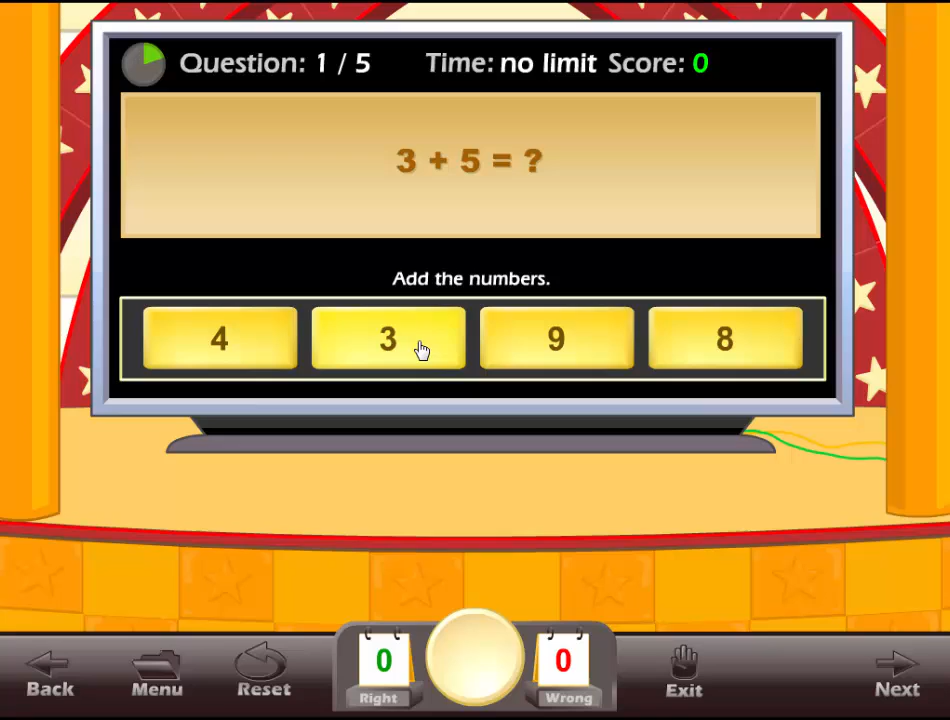 Question: 1 / 5 Time: no limit Score: 0
3 + 5 = ?
Add the numbers.
4 3 9 8
0 0
Right Wrong
Back Menu Reset Exit Next